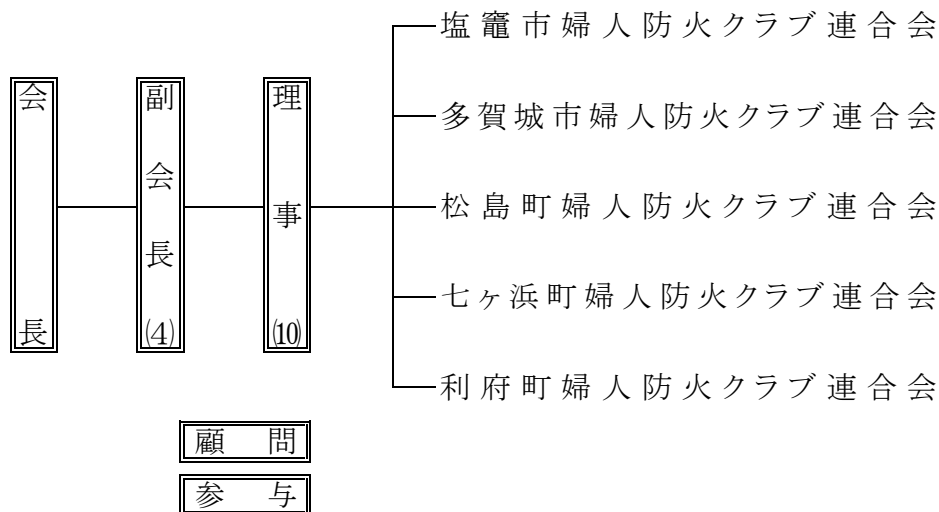 会長
副会長(4)
理事(10)
塩竈市婦人防火クラブ連合会
多賀城市婦人防火クラブ連合会
松島町婦人防火クラブ連合会
七ヶ浜町婦人防火クラブ連合会
利府町婦人防火クラブ連合会
顧問
参与